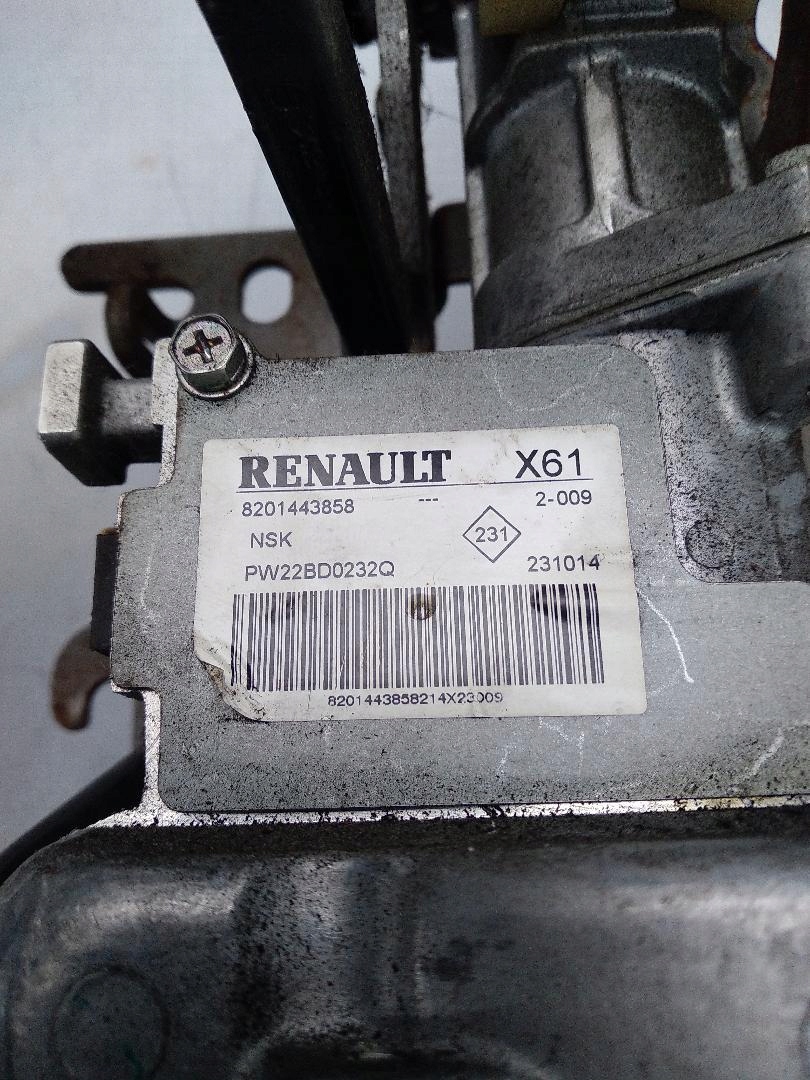 RENAULT X61
8201443858 --- 2-009
NSK 231
PW22BD0232Q 231014
8201443858214X23009